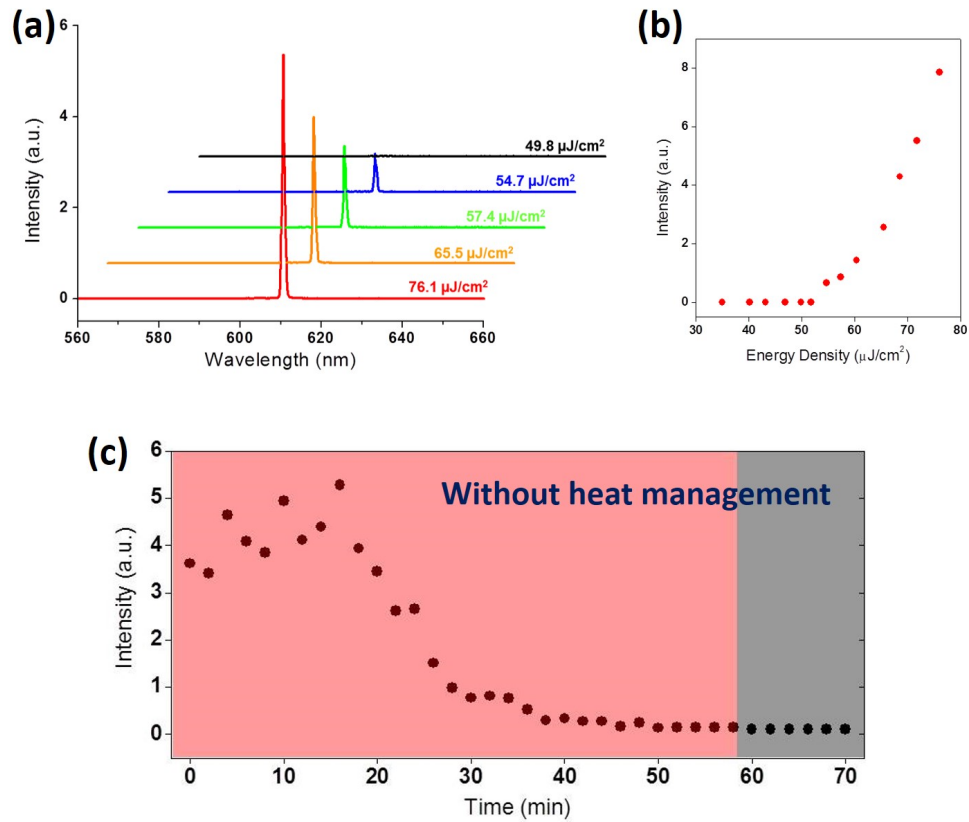 (a)
6
4
2
0
Intensity (a.u.)
49.8 µJ/cm²
54.7 µJ/cm²
57.4 µJ/cm²
65.5 µJ/cm²
76.1 µJ/cm²
560 580 600 620 640 660
Wavelength (nm)
(b)
8
6
4
2
0
Intensity (a.u.)
30 40 50 60 70 80
Energy Density (µJ/cm²)
(c)
Without heat management
6
5
4
3
2
1
0
Intensity (a.u.)
0 10 20 30 40 50 60 70
Time (min)